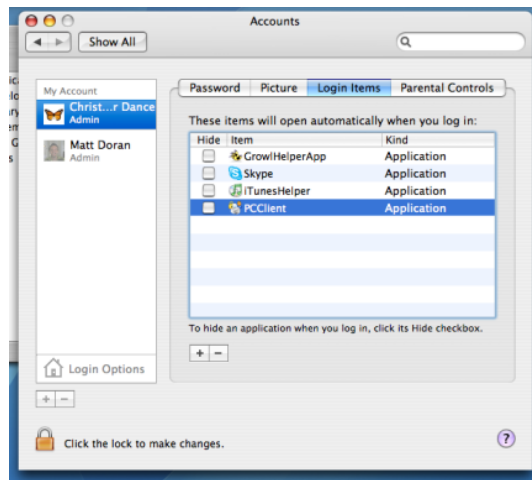 Accounts
Show All
My Account
Christ...r Dance
Admin
Matt Doran
Admin
Login Options
Password Picture Login Items Parental Controls
These items will open automatically when you log in:
Hide Item Kind
GrowlHelperApp Application
Skype Application
iTunesHelper Application
PCClient Application
To hide an application when you log in, click its Hide checkbox.
+ −
+ −
Click the lock to make changes.
?